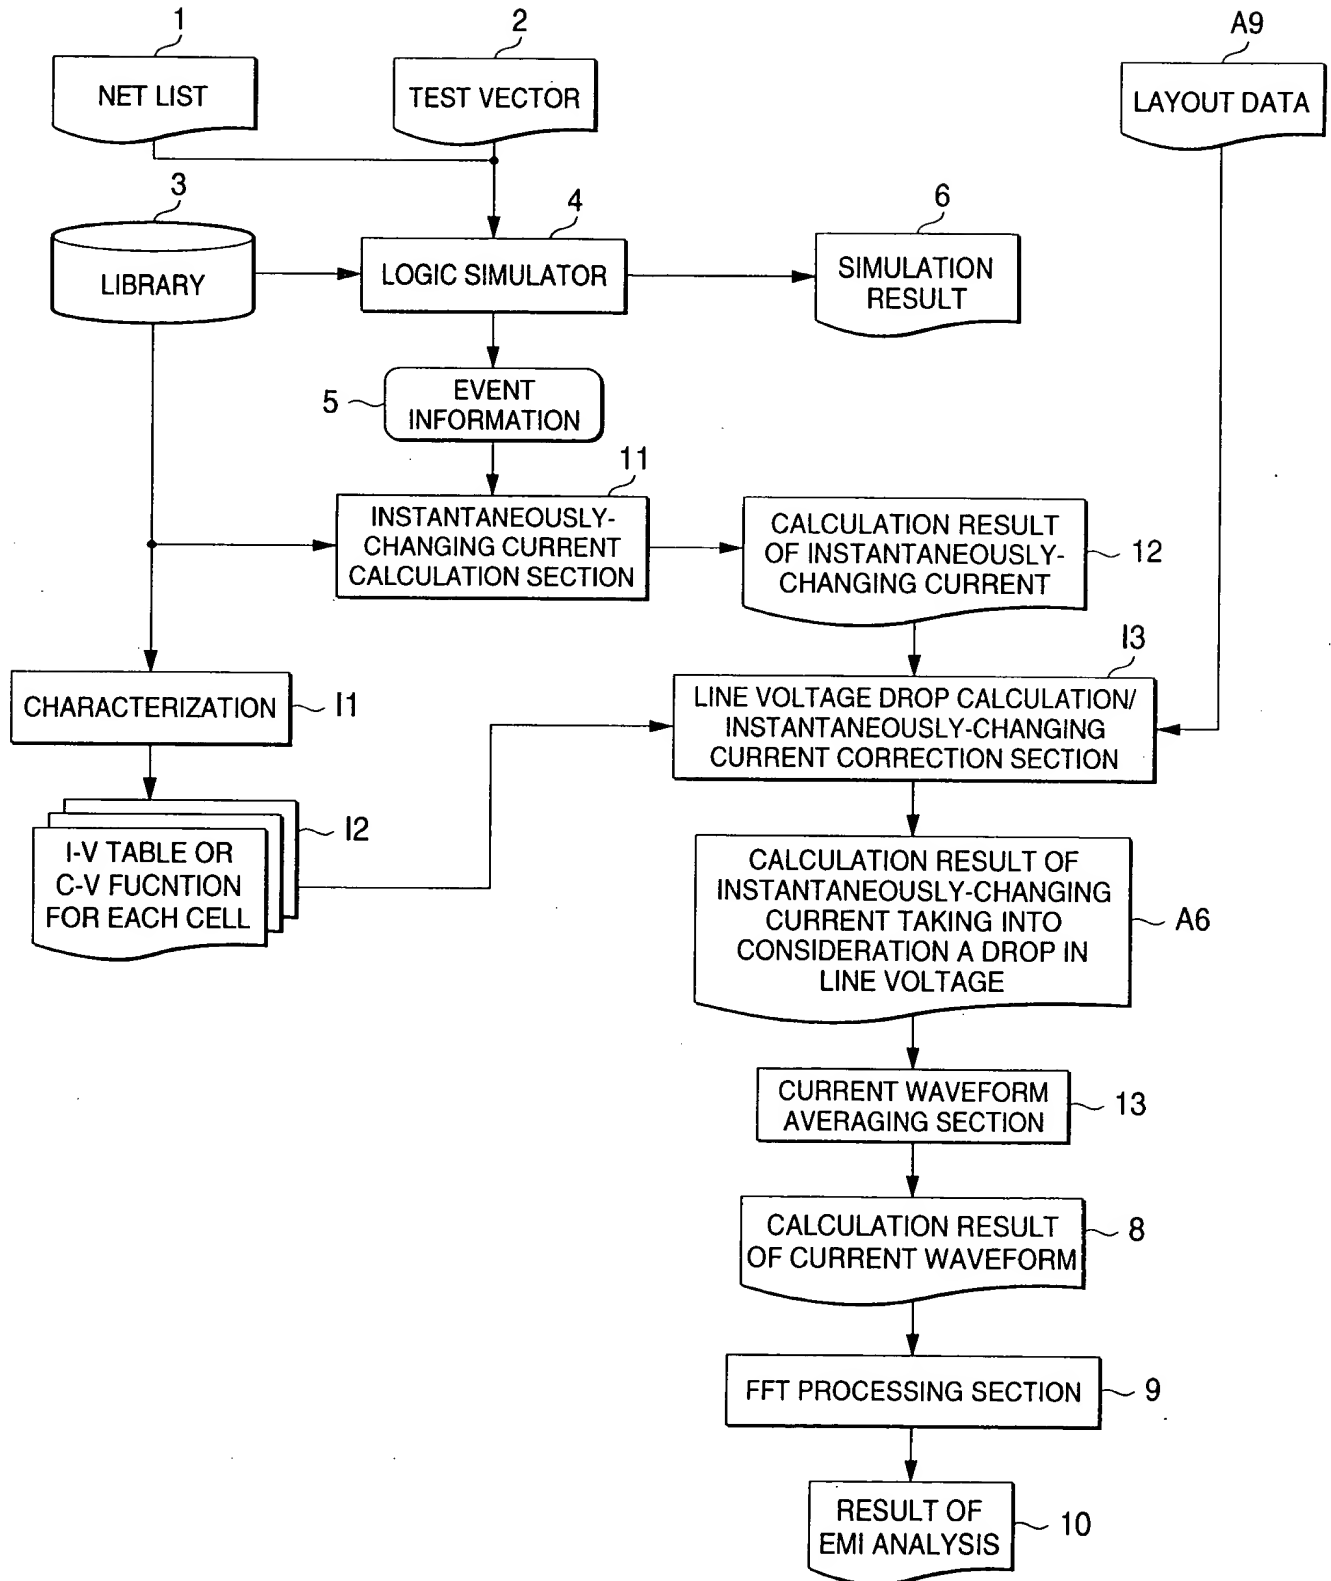 1
2
A9
NET LIST
TEST VECTOR
LAYOUT DATA
3
4
6
LIBRARY
LOGIC SIMULATOR
SIMULATION
RESULT
5
EVENT
INFORMATION
11
INSTANTANEOUSLY-
CHANGING CURRENT
CALCULATION SECTION
CALCULATION RESULT
OF INSTANTANEOUSLY-
CHANGING CURRENT
12
I3
CHARACTERIZATION
I1
LINE VOLTAGE DROP CALCULATION/
INSTANTANEOUSLY-CHANGING
CURRENT CORRECTION SECTION
I2
I-V TABLE OR
C-V FUCNTION
FOR EACH CELL
CALCULATION RESULT OF
INSTANTANEOUSLY-CHANGING
CURRENT TAKING INTO
CONSIDERATION A DROP IN
LINE VOLTAGE
A6
CURRENT WAVEFORM
AVERAGING SECTION
13
CALCULATION RESULT
OF CURRENT WAVEFORM
8
FFT PROCESSING SECTION
9
RESULT OF
EMI ANALYSIS
10